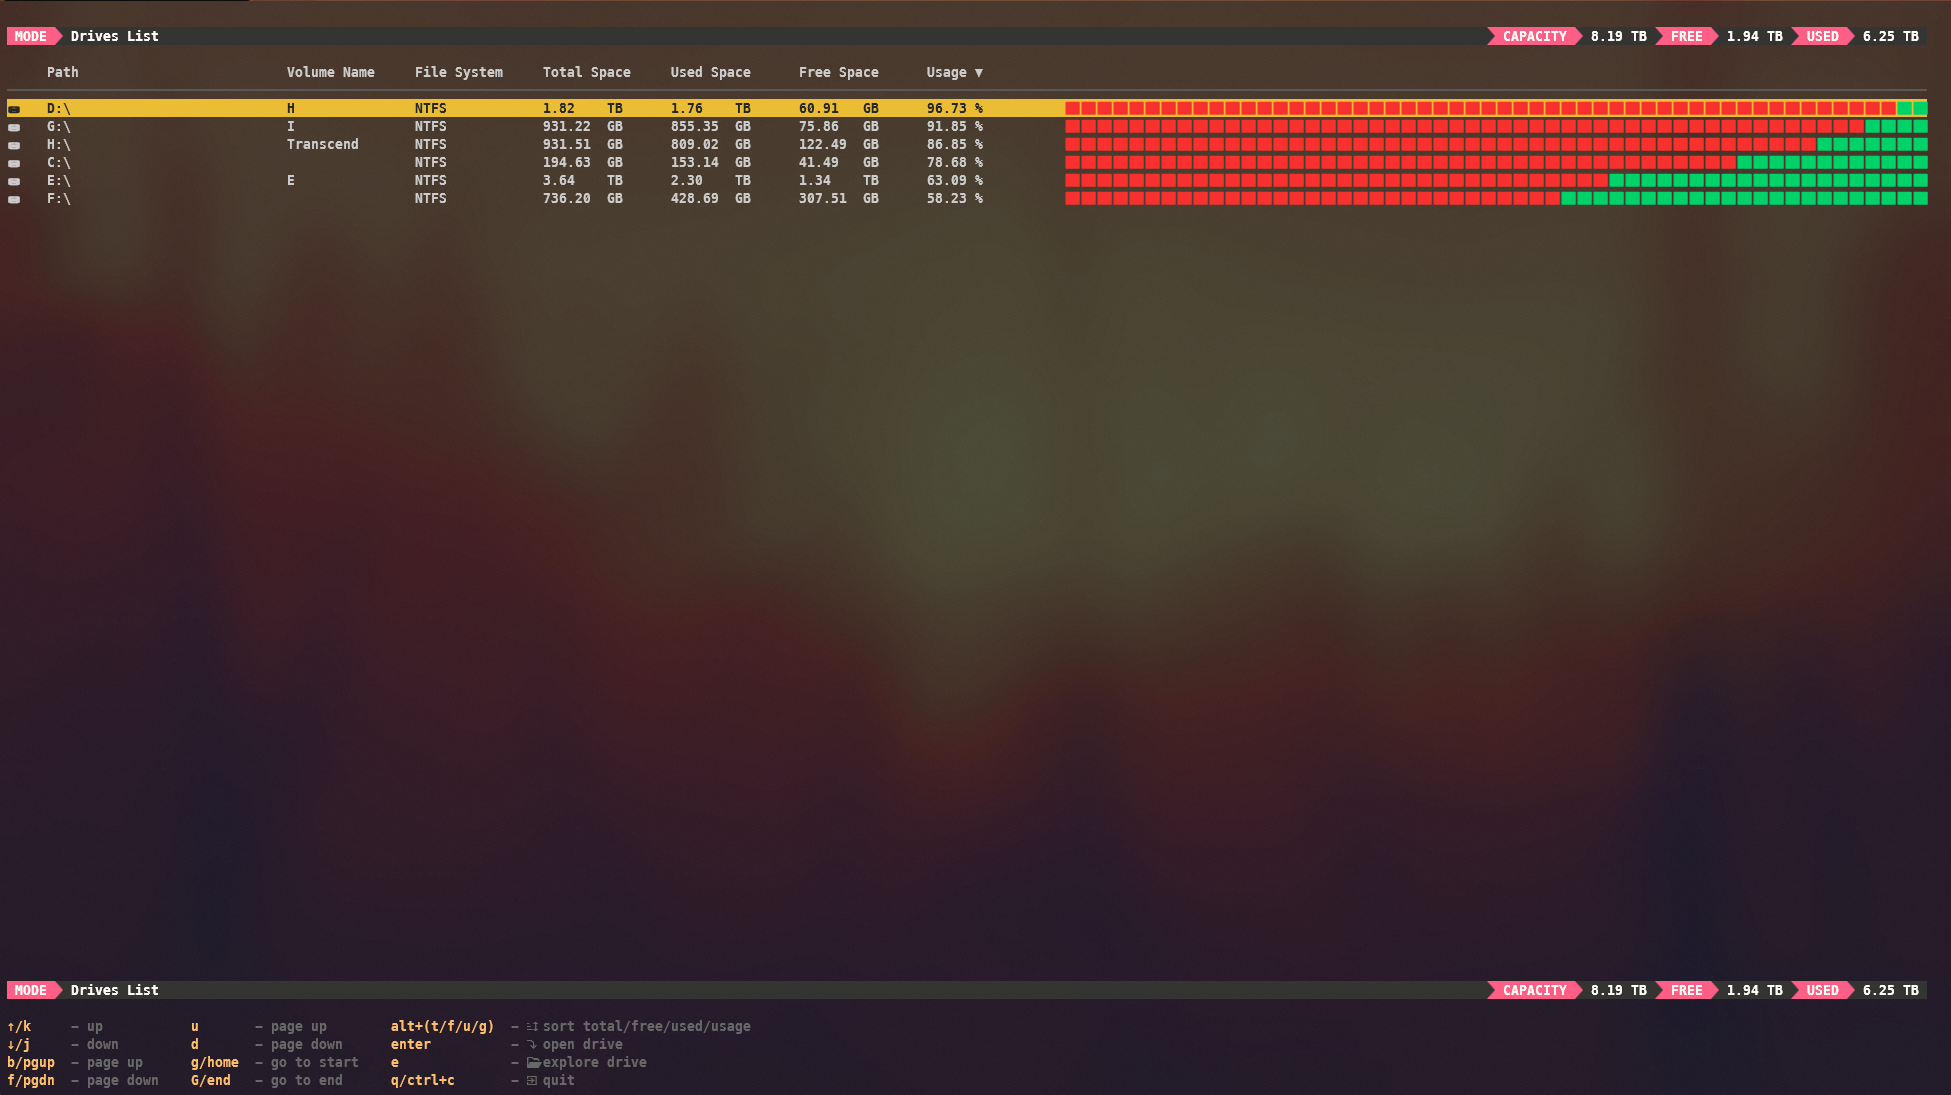 MODE Drives List CAPACITY 8.19 TB FREE 1.94 TB USED 6.25 TB
Path Volume Name File System Total Space Used Space Free Space Usage ▼
D:\ H NTFS 1.82 TB 1.76 TB 60.91 GB 96.73 %
G:\ I NTFS 931.22 GB 855.35 GB 75.86 GB 91.85 %
H:\ Transcend NTFS 931.51 GB 809.02 GB 122.49 GB 86.85 %
C:\ NTFS 194.63 GB 153.14 GB 41.49 GB 78.68 %
E:\ E NTFS 3.64 TB 2.30 TB 1.34 TB 63.09 %
F:\ NTFS 736.20 GB 428.69 GB 307.51 GB 58.23 %
MODE Drives List CAPACITY 8.19 TB FREE 1.94 TB USED 6.25 TB
↑/k – up u – page up alt+(t/f/u/g) – sort total/free/used/usage
↓/j – down d – page down enter – open drive
b/pgup – page up g/home – go to start e – explore drive
f/pgdn – page down G/end – go to end q/ctrl+c – quit